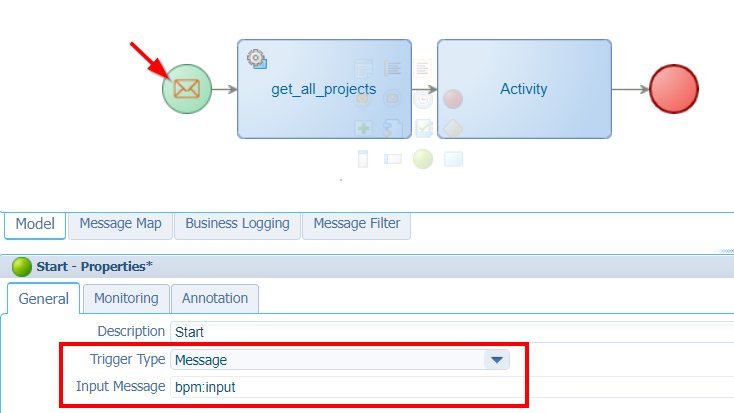 get_all_projects
Activity
Model
Message Map
Business Logging
Message Filter
Start - Properties*
General
Monitoring
Annotation
Description
Start
Trigger Type
Message
Input Message
bpm:input